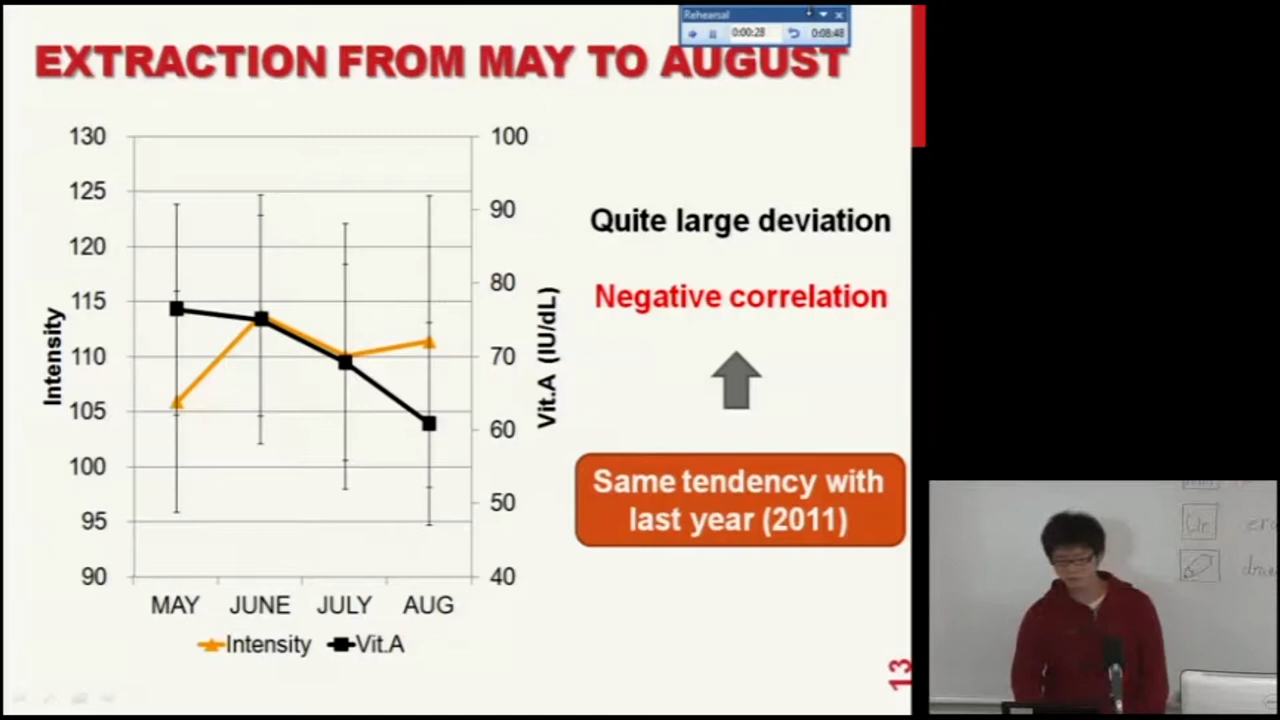 Rehearsal
0:00:28
0:08:48
EXTRACTION FROM MAY TO AUGUST
130
125
120
115
110
105
100
95
90
Intensity
100
90
80
70
60
50
40
Vit.A (IU/dL)
MAY JUNE JULY AUG
Intensity Vit.A
Quite large deviation
Negative correlation
Same tendency with
last year (2011)
13